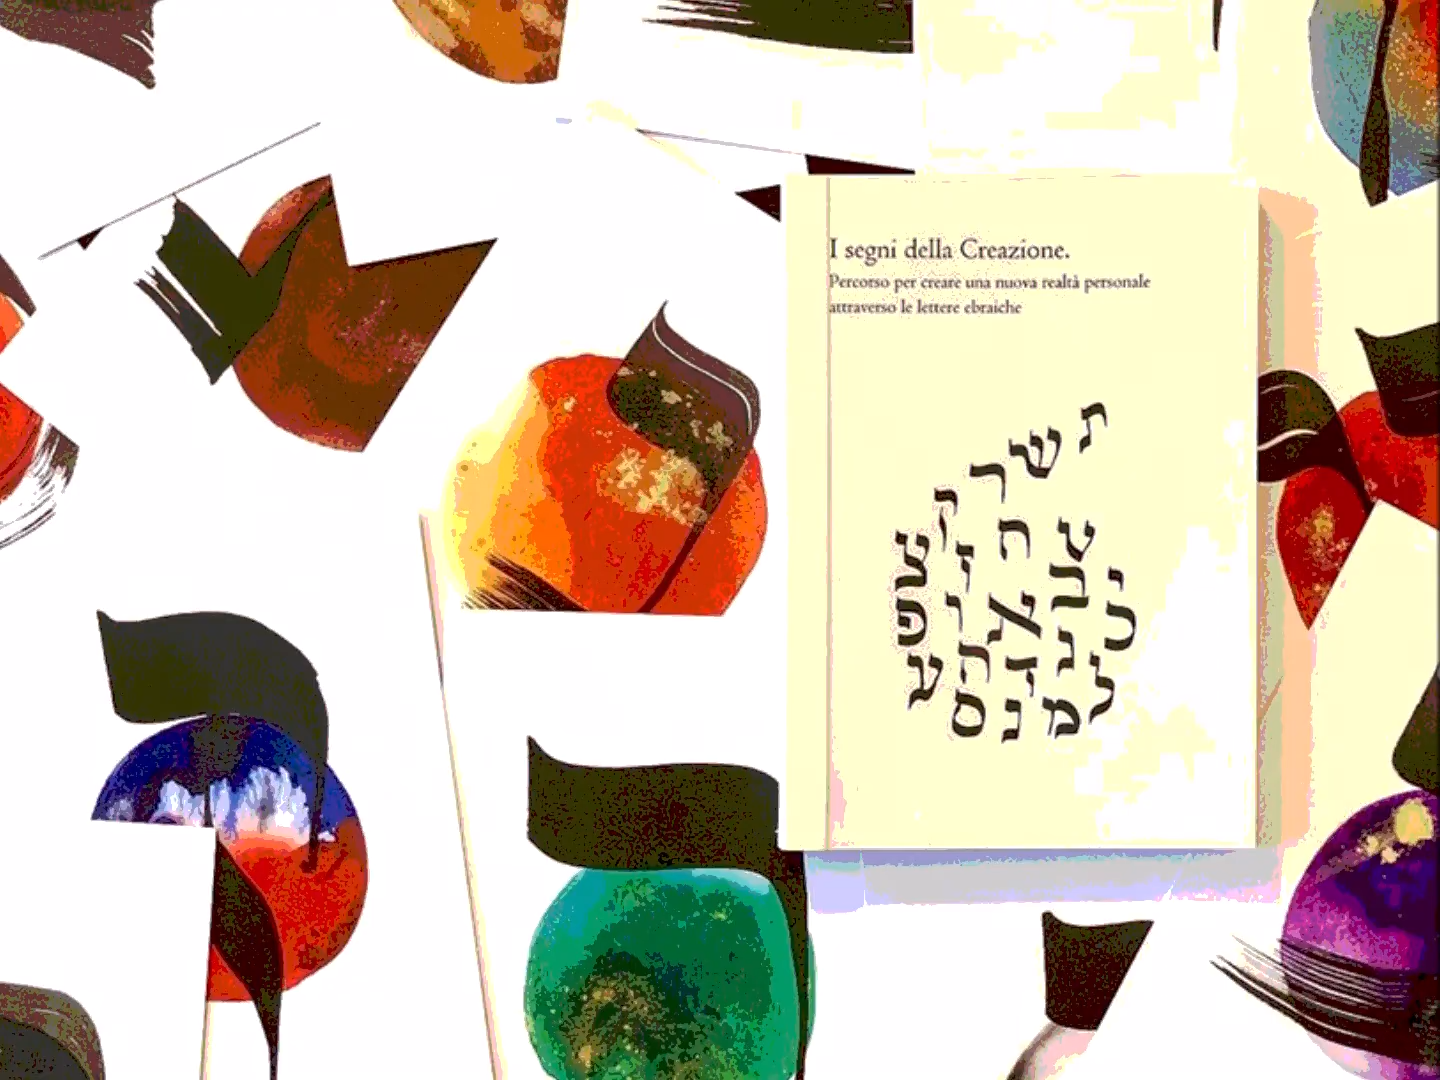 I segni della Creazione.
Percorso per creare una nuova realtà personale
attraverso le lettere ebraiche
א ב ג ד ה ו ז ח ט י כ ל מ נ ס ע פ צ ק ר ש ת